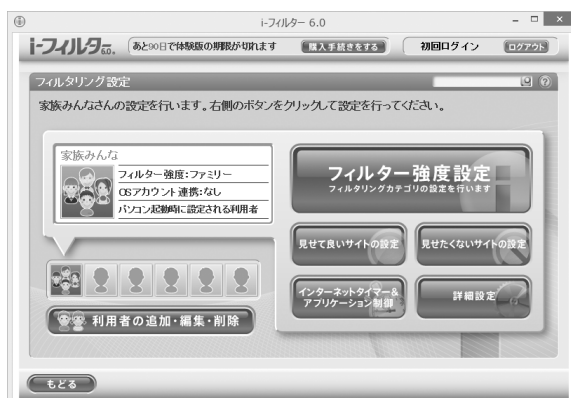 i-フィルター 6.0
i-フィルタ6.0. あと90日で体験版の期限が切れます 購入手続きをする 初回ログイン ログアウト
フィルタリング設定
家族みんなさんの設定を行います。右側のボタンをクリックして設定を行ってください。
家族みんな
フィルター強度:ファミリー
OSアカウント連携:なし
パソコン起動時に設定される利用者
フィルター強度設定
フィルタリングカテゴリの設定を行います
見せて良いサイトの設定
見せたくないサイトの設定
インターネットタイマー&
アプリケーション制御
詳細設定
利用者の追加・編集・削除
もどる